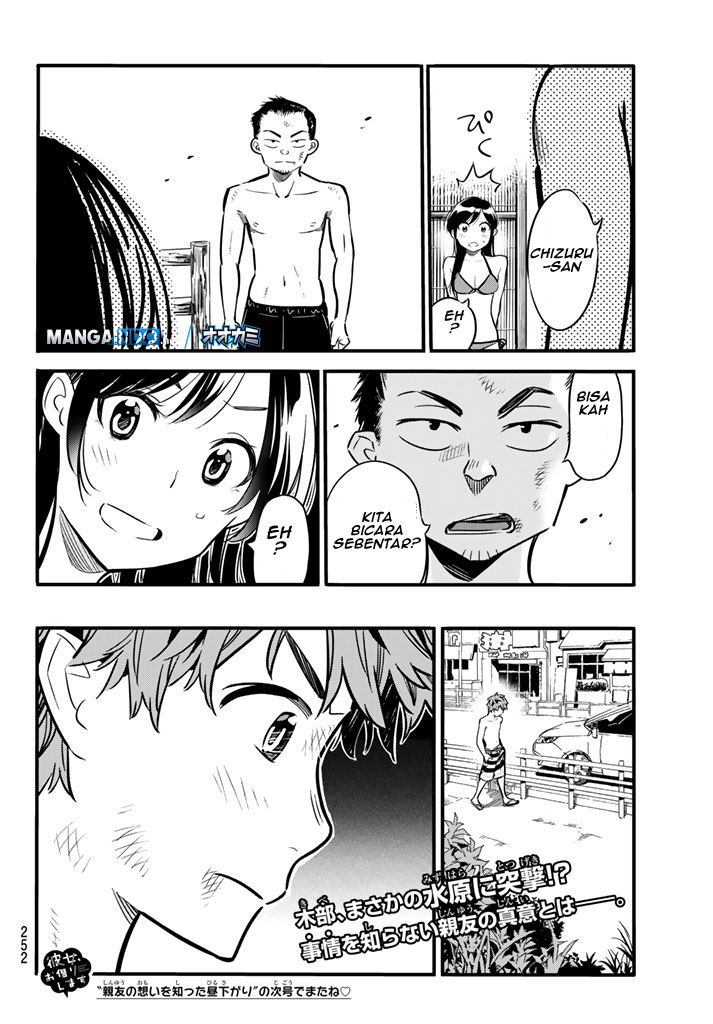 ぴくっ
CHIZURU
-SAN
EH
?
MANGA
オオカミ
BISA
KAH
KITA
BICARA
SEBENTAR?
EH
?
P
木部、まさかの水原に突撃!?
事情を知らない親友の真意とは――。
252
彼女、
お借り
します
“親友の想いを知った昼下がり”の次号でまたね♡